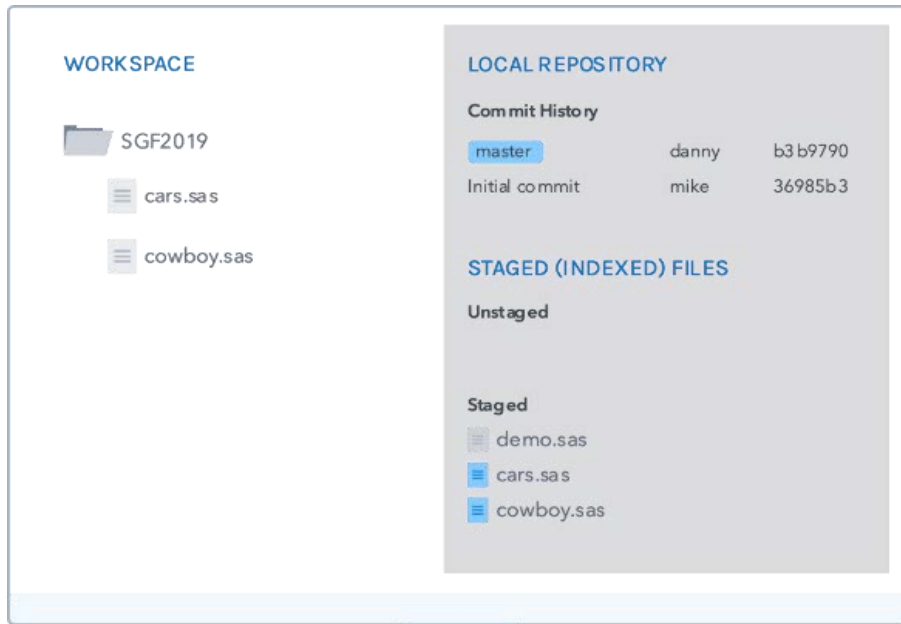 WORKSPACE
SGF2019
cars.sas
cowboy.sas
LOCAL REPOSITORY
Commit History
master danny b3b9790
Initial commit mike 36985b3
STAGED (INDEXED) FILES
Unstaged
Staged
demo.sas
cars.sas
cowboy.sas